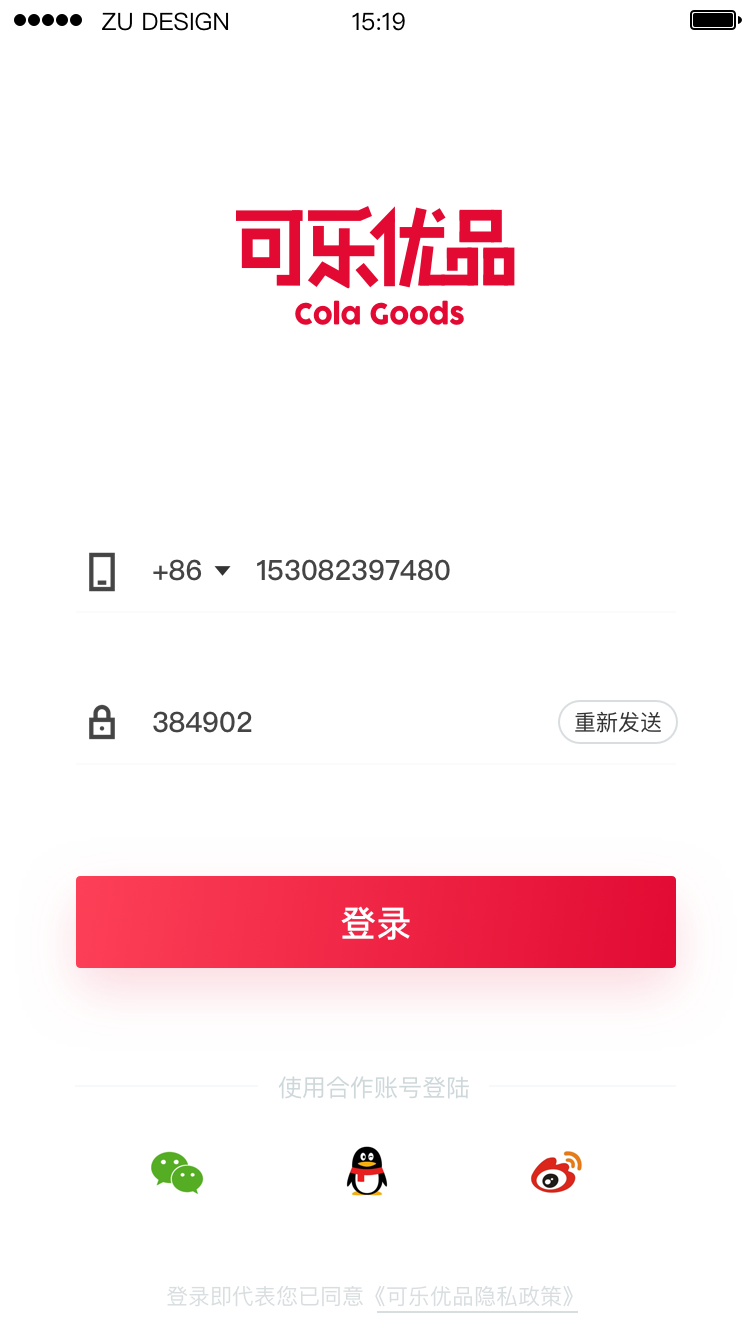 ZU DESIGN 15:19
可乐优品
Cola Goods
+86 153082397480
384902 重新发送
登录
使用合作账号登陆
登录即代表您已同意《可乐优品隐私政策》